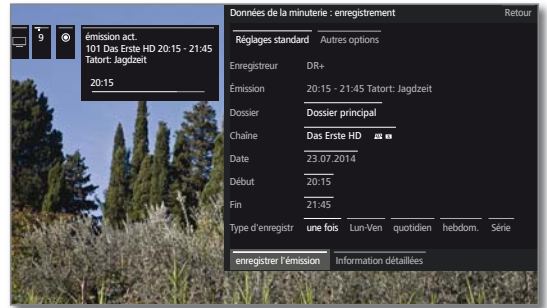 Données de la minuterie : enregistrement
Retour
9
émission act.
101 Das Erste HD 20:15 - 21:45
Tatort: Jagdzeit
20:15
Réglages standard Autres options
Enregistreur DR+
Émission 20:15 - 21:45 Tatort: Jagdzeit
Dossier Dossier principal
Chaîne Das Erste HD
Date 23.07.2014
Début 20:15
Fin 21:45
Type d'enregistr une fois Lun-Ven quotidien hebdom. Série
enregistrer l'émission Information détaillées